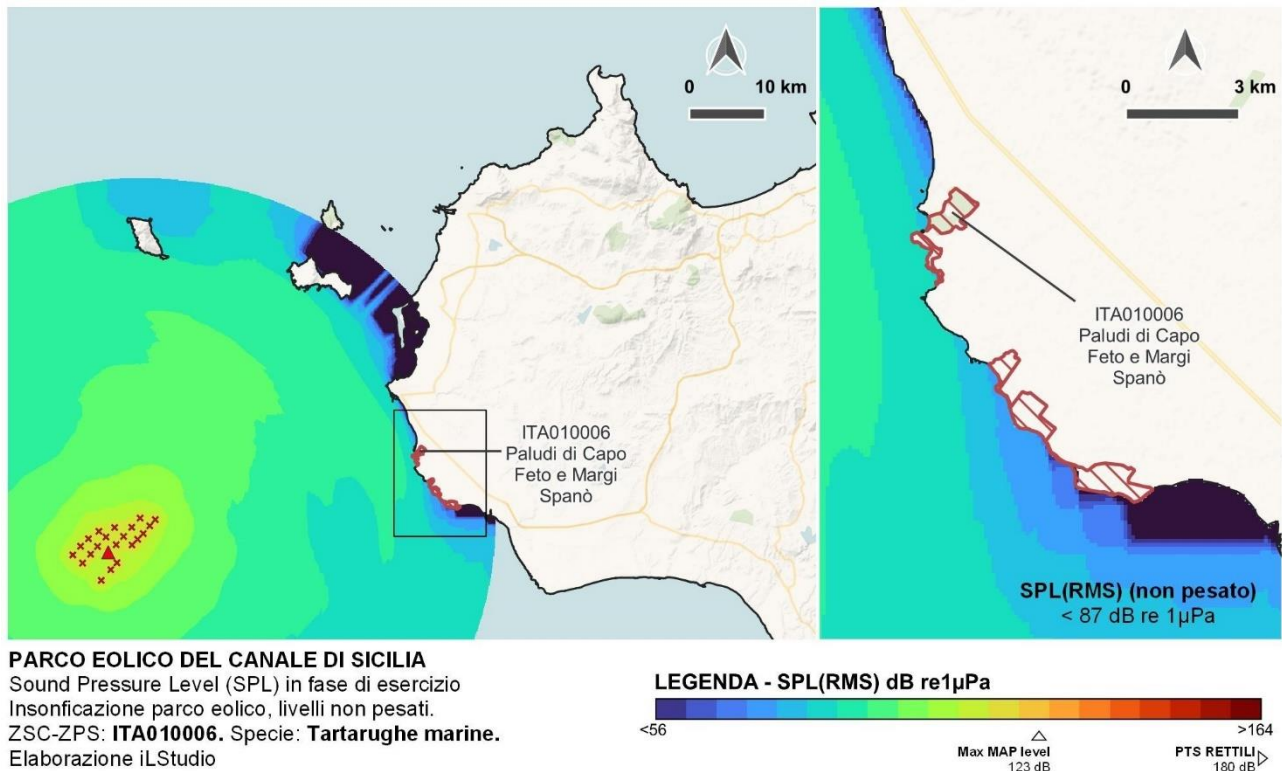 0
10 km
ITA010006
Paludi di Capo
Feto e Margi
Spanò
0
3 km
ITA010006
Paludi di Capo
Feto e Margi
Spanò
SPL(RMS) (non pesato)
< 87 dB re 1µPa
PARCO EOLICO DEL CANALE DI SICILIA
Sound Pressure Level (SPL) in fase di esercizio
Insonficazione parco eolico, livelli non pesati.
ZSC-ZPS: ITA010006. Specie: Tartarughe marine.
Elaborazione iLStudio
LEGENDA - SPL(RMS) dB re1µPa
<56
>164
Max MAP level
123 dB
PTS RETTILI
180 dB